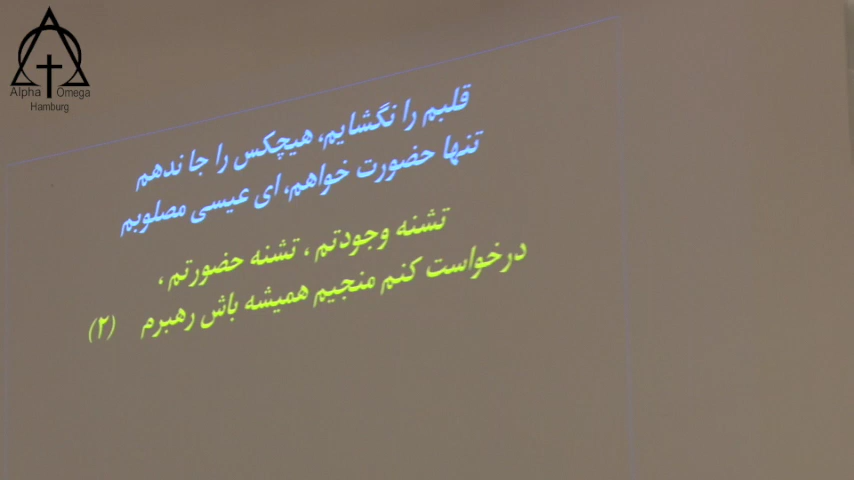 Alpha Omega
Hamburg
قلبم را نگشایم، هیچکس را جا ندهم
تنها حضورت خواهم، ای عیسی مصلوبم
تشنه وجودتم ، تشنه حضورتم ،
درخواست کنم منجیم همیشه باش رهبرم (۲)